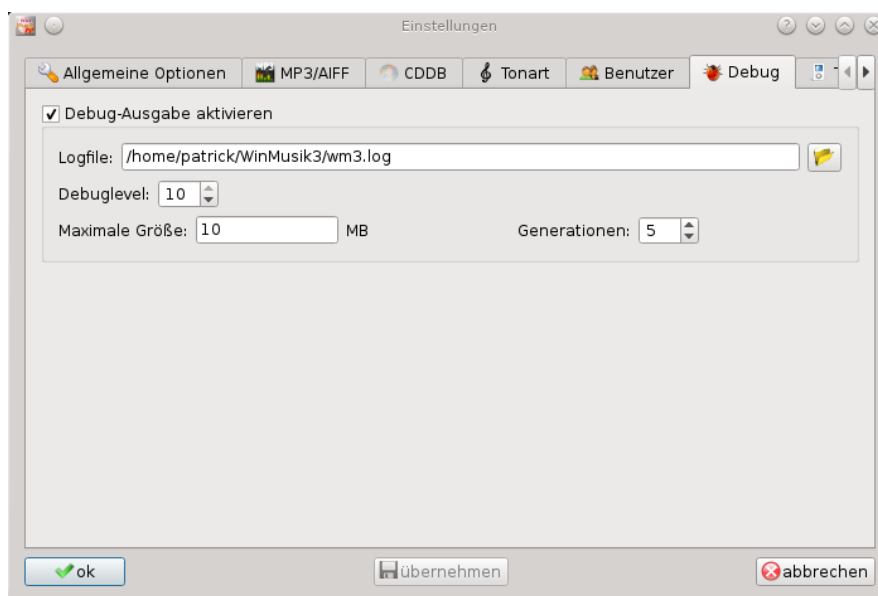 Einstellungen
Allgemeine Optionen MP3/AIFF CDDB Tonart Benutzer Debug
Debug-Ausgabe aktivieren
Logfile: /home/patrick/WinMusik3/wm3.log
Debuglevel: 10
Maximale Größe: 10 MB Generationen: 5
ok übernehmen abbrechen